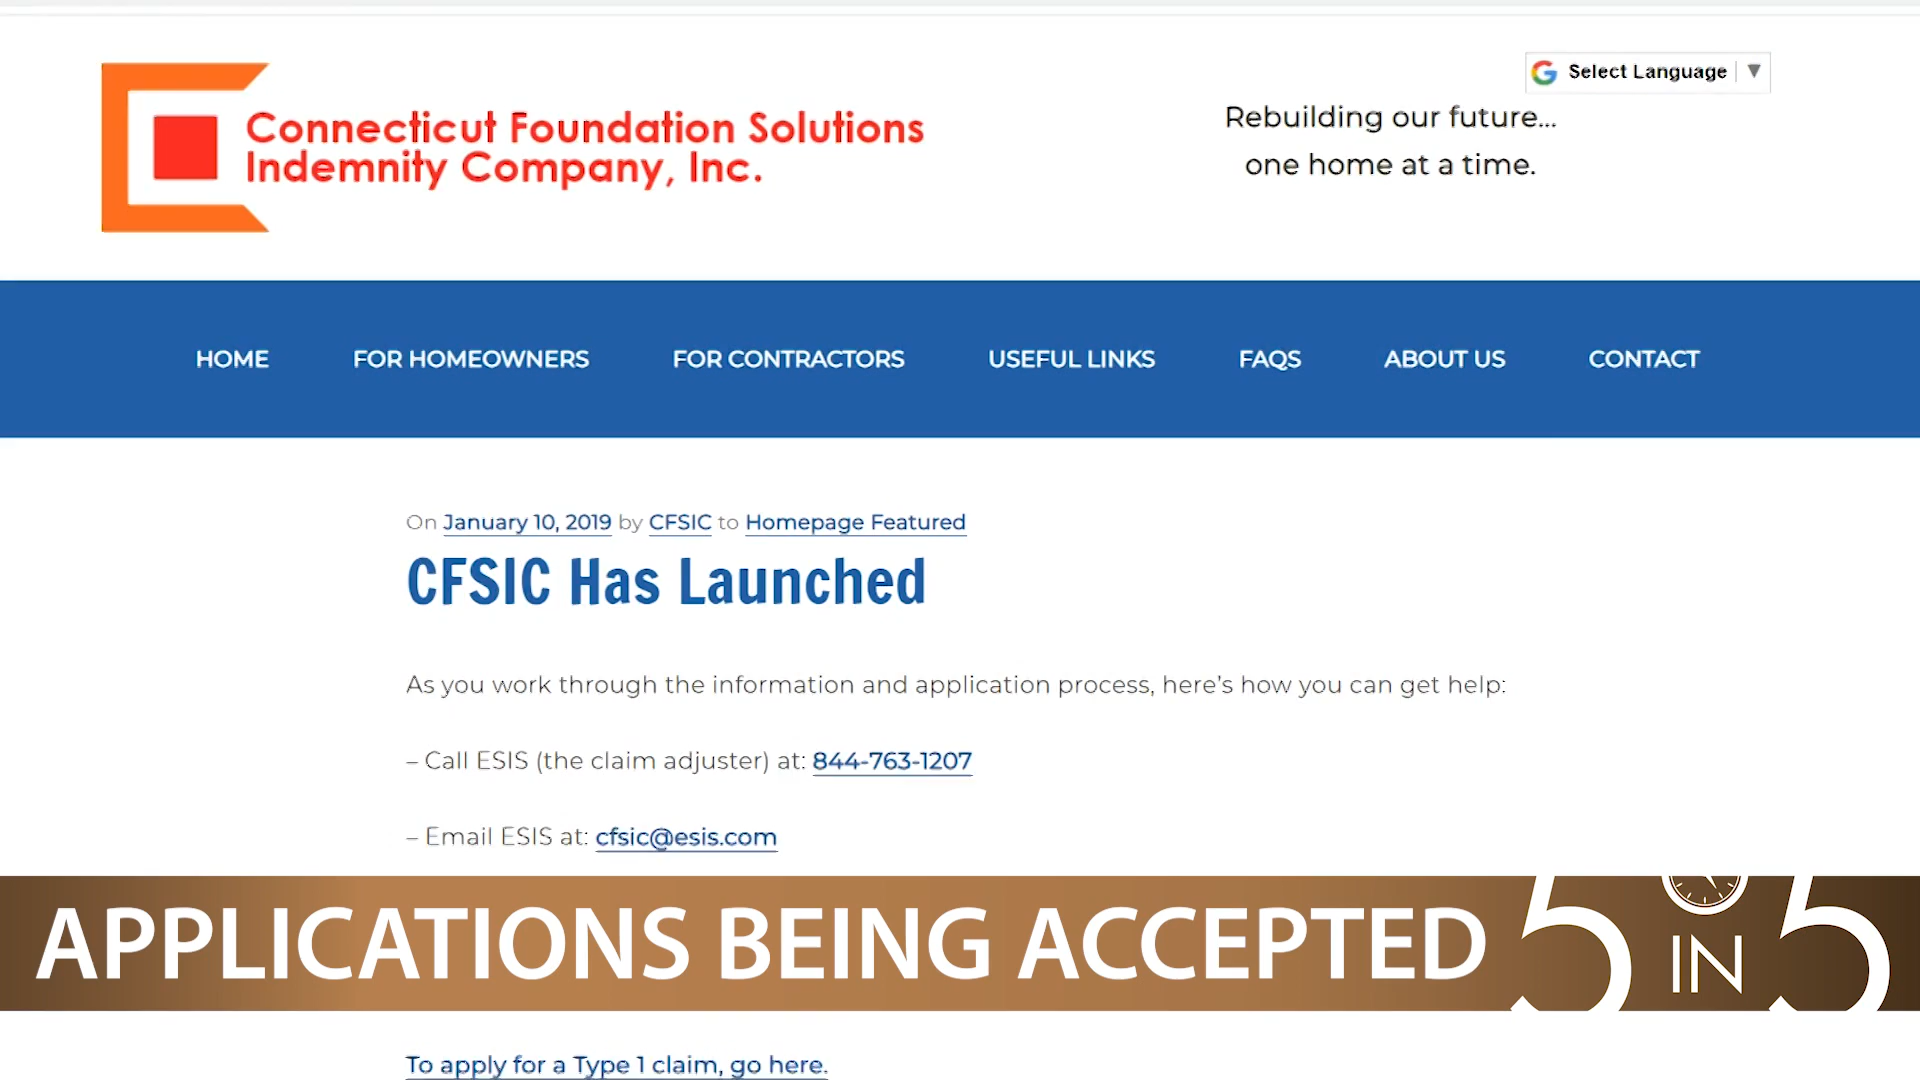 Select Language
Connecticut Foundation Solutions
Indemnity Company, Inc.
Rebuilding our future...
one home at a time.
HOME FOR HOMEOWNERS FOR CONTRACTORS USEFUL LINKS FAQS ABOUT US CONTACT
On January 10, 2019 by CFSIC to Homepage Featured
CFSIC Has Launched
As you work through the information and application process, here's how you can get help:
– Call ESIS (the claim adjuster) at: 844-763-1207
– Email ESIS at: cfsic@esis.com
APPLICATIONS BEING ACCEPTED 5 IN 5
To apply for a Type 1 claim, go here.